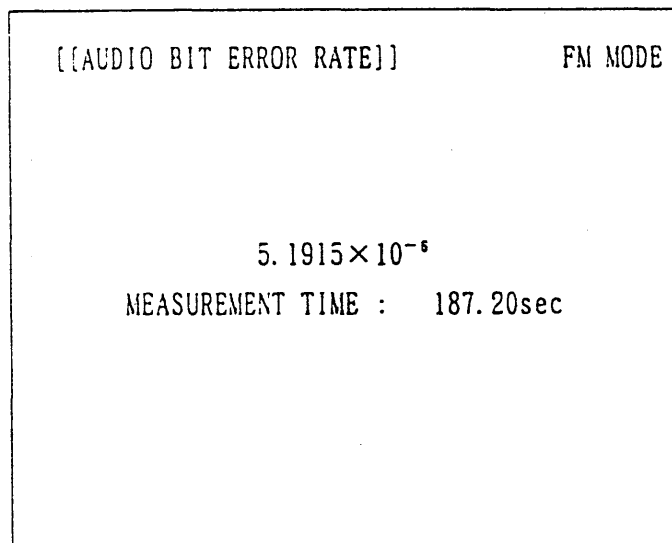 [[AUDIO BIT ERROR RATE]] FM MODE
5.1915×10⁻⁶
MEASUREMENT TIME : 187.20sec